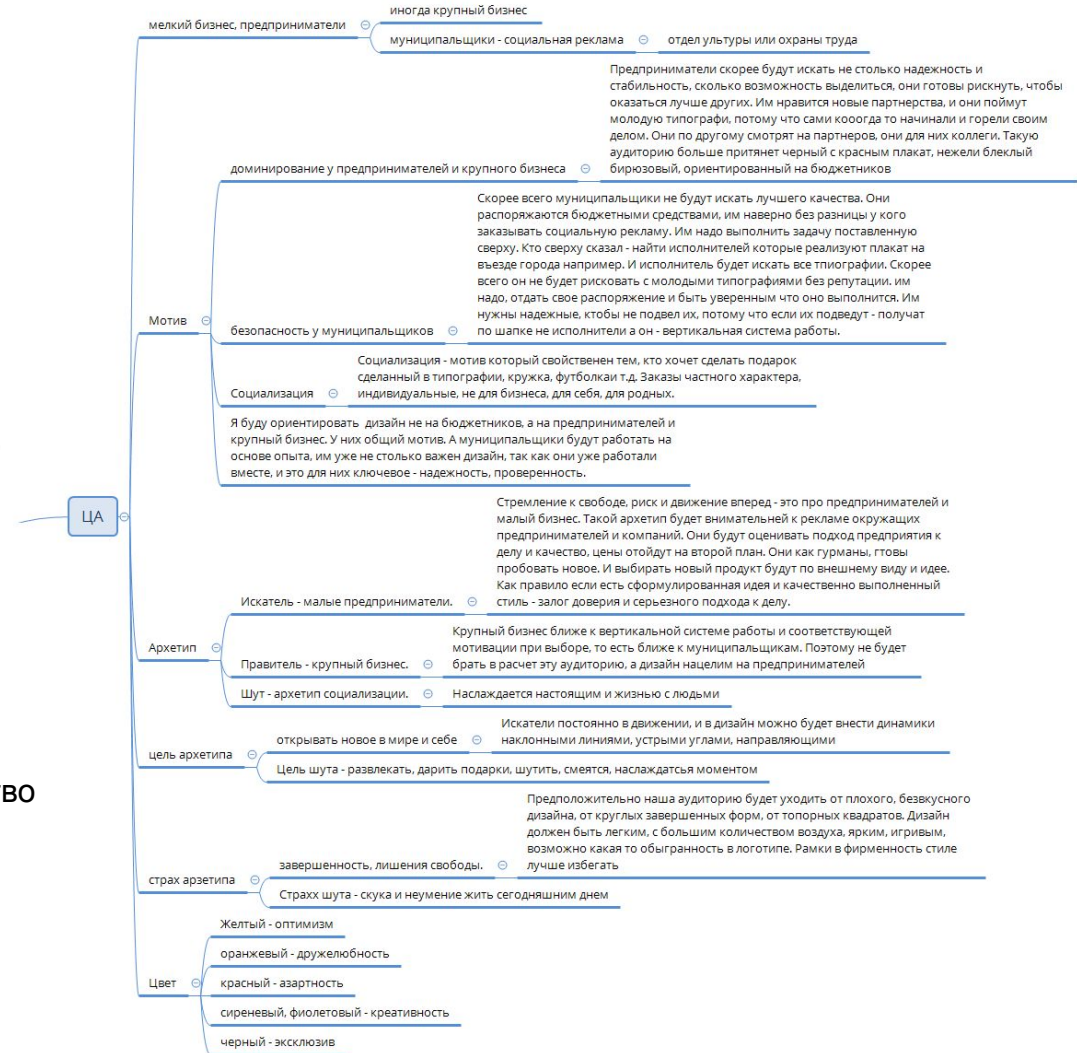 иногда крупный бизнес
мелкий бизнес, предприниматели
муниципальщики - социальная реклама
отдел ультуры или охраны труда
Предприниматели скорее будут искать не столько надежность и
стабильность, сколько возможность выделиться, они готовы рискнуть, чтобы
оказаться лучше других. Им нравится новые партнерства, и они поймут
молодую типографи, потому что сами кооогда то начинали и горели своим
делом. Они по другому смотрят на партнеров, они для них коллеги. Такую
аудиторию больше притянет черный с красным плакат, нежели блеклый
бирюзовый, ориентированный на бюджетников
доминирование у предпринимателей и крупного бизнеса
Скорее всего муниципальщики не будут искать лучшего качества. Они
распоряжаются бюджетными средствами, им наверно без разницы у кого
заказывать социальную рекламу. Им надо выполнить задачу поставленную
сверху. Кто сверху сказал - найти исполнителей которые реализуют плакат на
въезде города например. И исполнитель будет искать все тпиографии. Скорее
всего он не будет рисковать с молодыми типографиями без репутации. им
надо, отдать свое распоряжение и быть уверенным что оно выполнится. Им
нужны надежные, ктобы не подвел их, потому что если их подведут - получат
по шапке не исполнители а он - вертикальная система работы.
Мотив
безопасность у муниципальщиков
Социализация - мотив который свойственен тем, кто хочет сделать подарок
сделанный в типографии, кружка, футболкаи т.д. Заказы частного характера,
индивидуальные, не для бизнеса, для себя, для родных.
Социализация
Я буду ориентировать дизайн не на бюджетников, а на предпринимателей и
крупный бизнес. У них общий мотив. А муниципальщики будут работать на
основе опыта, им уже не столько важен дизайн, так как они уже работали
вместе, и это для них ключевое - надежность, проверенность.
ЦА
Стремление к свободе, риск и движение вперед - это про предпринимателей и
малый бизнес. Такой архетип будет внимательней к рекламе окружащих
предпринимателей и компаний. Они будут оценивать подход предприятия к
делу и качество, цены отойдут на второй план. Они как гурманы, гтовы
пробовать новое. И выбирать новый продукт будут по внешнему виду и идее.
Как правило если есть сформулированная идея и качественно выполненный
стиль - залог доверия и серьезного подхода к делу.
Искатель - малые предприниматели.
Архетип
Крупный бизнес ближе к вертикальной системе работы и соответствующей
мотивации при выборе, то есть ближе к муниципальщикам. Поэтому не будет
брать в расчет эту аудиторию, а дизайн нацелим на предпринимателей
Правитель - крупный бизнес.
Шут - архетип социализации.
Наслаждается настоящим и жизнью с людьми
Искатели постоянно в движении, и в дизайн можно будет внести динамики
наклонными линиями, устрыми углами, направляющими
открывать новое в мире и себе
цель архетипа
Цель шута - развлекать, дарить подарки, шутить, смеятся, наслаждатсья моментом
тво
Предположительно наша аудиторию будет уходить от плохого, безвкусного
дизайна, от круглых завершенных форм, от топорных квадратов. Дизайн
должен быть легким, с большим количеством воздуха, ярким, игривым,
возможно какая то обыгранность в логотипе. Рамки в фирменность стиле
лучше избегать
завершенность, лишения свободы.
страх арзетипа
Страхх шута - скука и неумение жить сегодняшним днем
Желтый - оптимизм
оранжевый - дружелюбность
Цвет
красный - азартность
сиреневый, фиолетовый - креативность
черный - эксклюзив